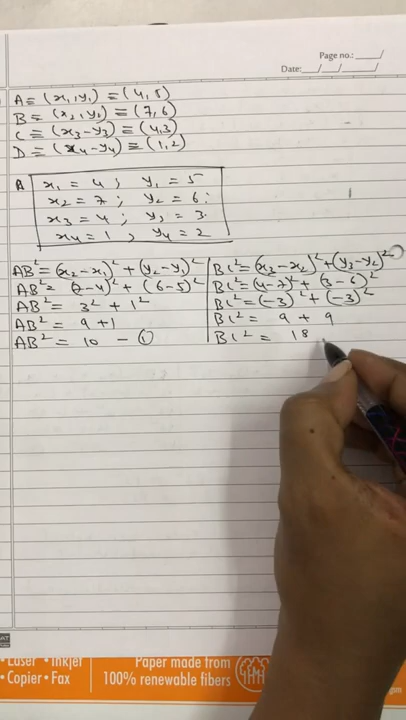 Page no.:
Date: / / /
A = (x₁,y₁) = (4,5)
B = (x₂,y₂) = (7,6)
C = (x₃-y₃) = (4,3)
D = (x₄-y₄) = (1,2)
A
x₁ = 4 ; y₁ = 5
x₂ = 7 ; y₂ = 6 :
x₃ = 4 ; y₃ = 3.
x₄ = 1 , y₄ = 2
AB² = (x₂-x₁)² + (y₂-y₁)²
AB² = (7-4)² + (6-5)²
AB² = 3² + 1²
AB² = 9+1
AB² = 10 - ①
BC² = (x₃-x₂)² + (y₃-y₂)²
BC² = (4-7)² + (3-6)²
BC² = (-3)² + (-3)²
BC² = 9 + 9
BC² = 18
• Laser • Inkjet
• Copier • Fax
Paper made from
100% renewable fibers